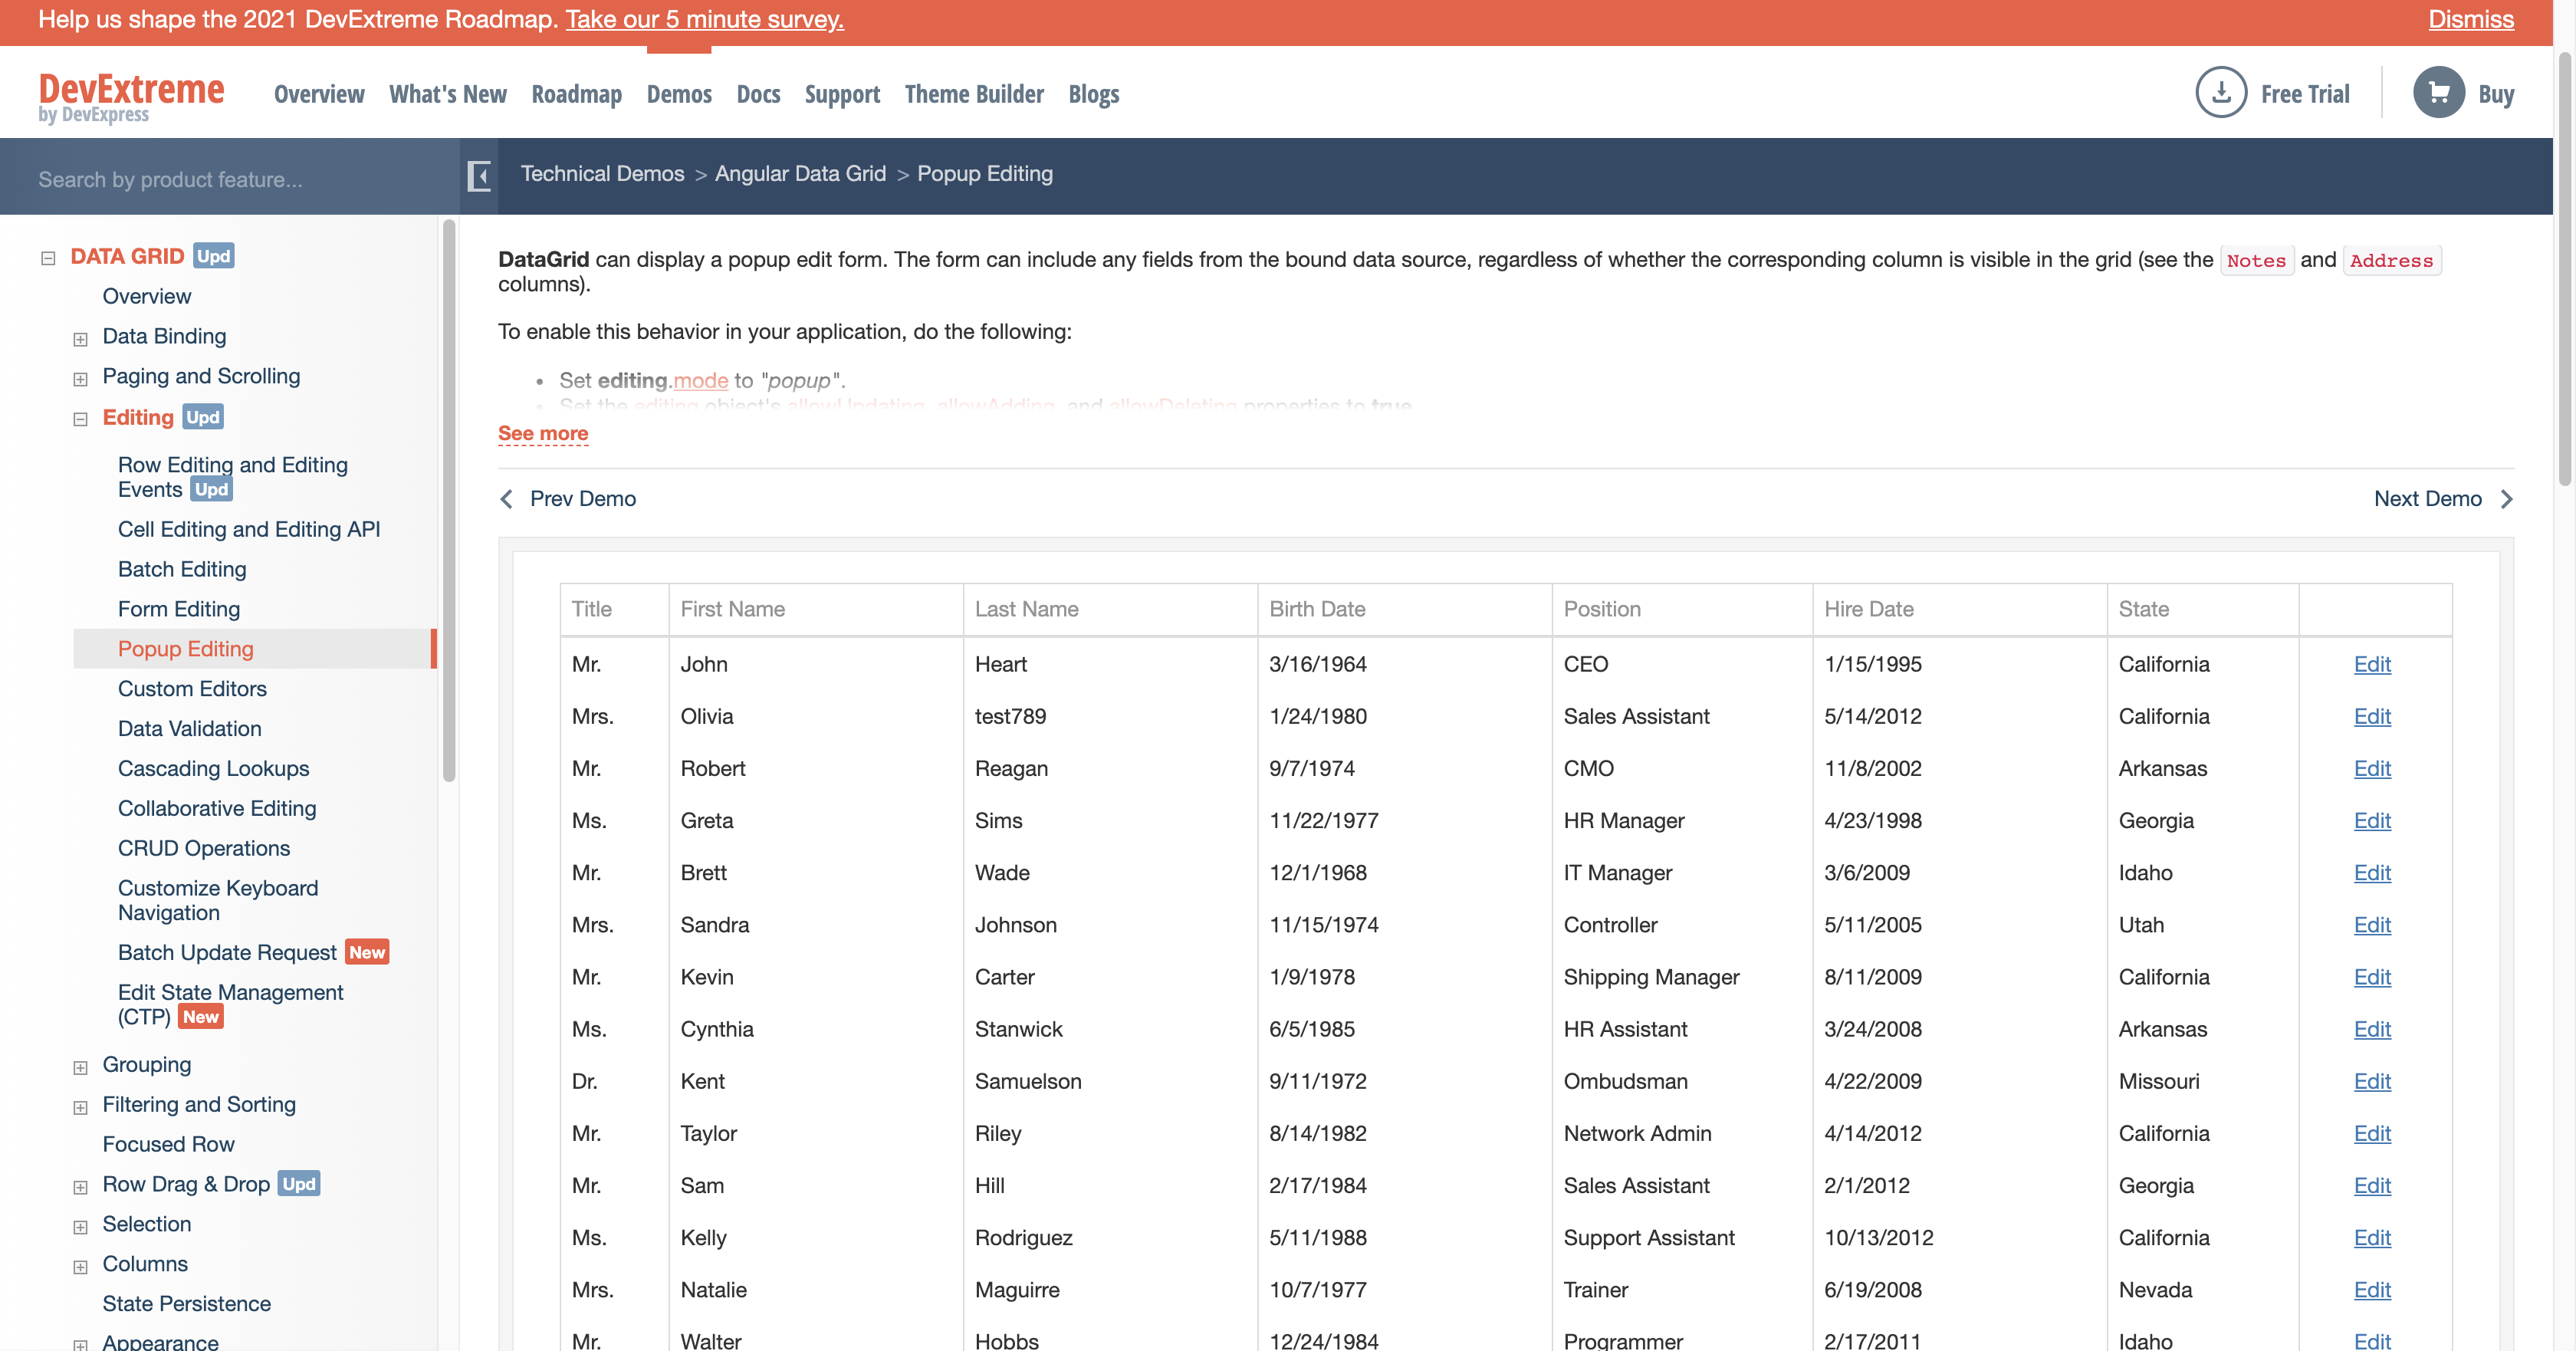 Help us shape the 2021 DevExtreme Roadmap. Take our 5 minute survey. Dismiss
DevExtreme
by DevExpress
Overview What's New Roadmap Demos Docs Support Theme Builder Blogs Free Trial Buy
Search by product feature...
Technical Demos > Angular Data Grid > Popup Editing
DATA GRID Upd
Overview
Data Binding
Paging and Scrolling
Editing Upd
Row Editing and Editing
Events Upd
Cell Editing and Editing API
Batch Editing
Form Editing
Popup Editing
Custom Editors
Data Validation
Cascading Lookups
Collaborative Editing
CRUD Operations
Customize Keyboard
Navigation
Batch Update Request New
Edit State Management
(CTP) New
Grouping
Filtering and Sorting
Focused Row
Row Drag & Drop Upd
Selection
Columns
State Persistence
Appearance
DataGrid can display a popup edit form. The form can include any fields from the bound data source, regardless of whether the corresponding column is visible in the grid (see the Notes and Address
columns).
To enable this behavior in your application, do the following:
• Set editing.mode to "popup".
• Set the editing object's allowUpdating, allowAdding, and allowDeleting properties to true.
See more
Prev Demo Next Demo
Title First Name Last Name Birth Date Position Hire Date State
Mr. John Heart 3/16/1964 CEO 1/15/1995 California Edit
Mrs. Olivia test789 1/24/1980 Sales Assistant 5/14/2012 California Edit
Mr. Robert Reagan 9/7/1974 CMO 11/8/2002 Arkansas Edit
Ms. Greta Sims 11/22/1977 HR Manager 4/23/1998 Georgia Edit
Mr. Brett Wade 12/1/1968 IT Manager 3/6/2009 Idaho Edit
Mrs. Sandra Johnson 11/15/1974 Controller 5/11/2005 Utah Edit
Mr. Kevin Carter 1/9/1978 Shipping Manager 8/11/2009 California Edit
Ms. Cynthia Stanwick 6/5/1985 HR Assistant 3/24/2008 Arkansas Edit
Dr. Kent Samuelson 9/11/1972 Ombudsman 4/22/2009 Missouri Edit
Mr. Taylor Riley 8/14/1982 Network Admin 4/14/2012 California Edit
Mr. Sam Hill 2/17/1984 Sales Assistant 2/1/2012 Georgia Edit
Ms. Kelly Rodriguez 5/11/1988 Support Assistant 10/13/2012 California Edit
Mrs. Natalie Maguirre 10/7/1977 Trainer 6/19/2008 Nevada Edit
Mr. Walter Hobbs 12/24/1984 Programmer 2/17/2011 Idaho Edit